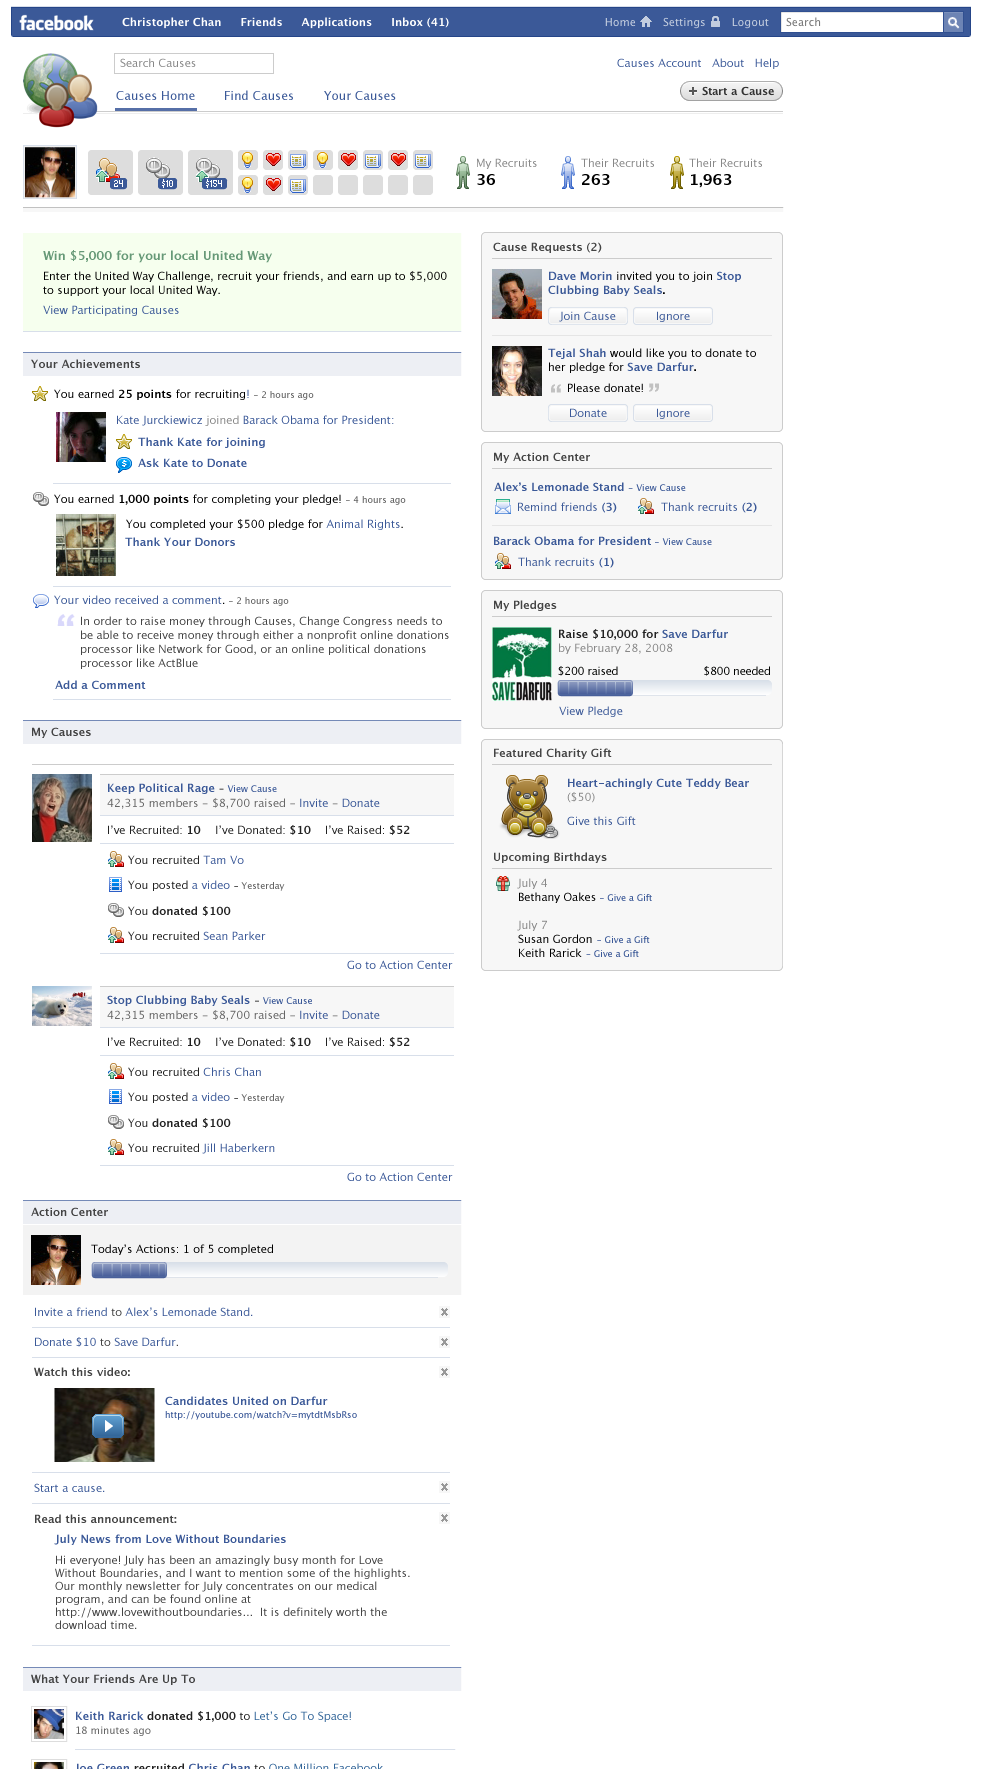 facebook Christopher Chan Friends Applications Inbox (41) Home Settings Logout Search
Search Causes
Causes Account About Help
Causes Home Find Causes Your Causes
+ Start a Cause
24 $10 $154
My Recruits
36
Their Recruits
263
Their Recruits
1,963
Win $5,000 for your local United Way
Enter the United Way Challenge, recruit your friends, and earn up to $5,000
to support your local United Way.
View Participating Causes
Your Achievements
You earned 25 points for recruiting! – 2 hours ago
Kate Jurckiewicz joined Barack Obama for President:
Thank Kate for joining
Ask Kate to Donate
You earned 1,000 points for completing your pledge! – 4 hours ago
You completed your $500 pledge for Animal Rights.
Thank Your Donors
Your video received a comment. – 2 hours ago
“ In order to raise money through Causes, Change Congress needs to
be able to receive money through either a nonprofit online donations
processor like Network for Good, or an online political donations
processor like ActBlue
Add a Comment
My Causes
Keep Political Rage – View Cause
42,315 members – $8,700 raised – Invite – Donate
I've Recruited: 10 I've Donated: $10 I've Raised: $52
You recruited Tam Vo
You posted a video – Yesterday
You donated $100
You recruited Sean Parker
Go to Action Center
Stop Clubbing Baby Seals – View Cause
42,315 members – $8,700 raised – Invite – Donate
I've Recruited: 10 I've Donated: $10 I've Raised: $52
You recruited Chris Chan
You posted a video – Yesterday
You donated $100
You recruited Jill Haberkern
Go to Action Center
Action Center
Today's Actions: 1 of 5 completed
Invite a friend to Alex's Lemonade Stand. x
Donate $10 to Save Darfur. x
Watch this video: x
Candidates United on Darfur
http://youtube.com/watch?v=mytdtMsbRso
Start a cause. x
Read this announcement: x
July News from Love Without Boundaries
Hi everyone! July has been an amazingly busy month for Love
Without Boundaries, and I want to mention some of the highlights.
Our monthly newsletter for July concentrates on our medical
program, and can be found online at
http://www.lovewithoutboundaries... It is definitely worth the
download time.
What Your Friends Are Up To
Keith Rarick donated $1,000 to Let's Go To Space!
18 minutes ago
Joe Green recruited Chris Chan to One Million Facebook
Cause Requests (2)
Dave Morin invited you to join Stop
Clubbing Baby Seals.
Join Cause Ignore
Tejal Shah would like you to donate to
her pledge for Save Darfur.
“ Please donate! ”
Donate Ignore
My Action Center
Alex's Lemonade Stand – View Cause
Remind friends (3) Thank recruits (2)
Barack Obama for President – View Cause
Thank recruits (1)
My Pledges
SAVEDARFUR
Raise $10,000 for Save Darfur
by February 28, 2008
$200 raised $800 needed
View Pledge
Featured Charity Gift
Heart-achingly Cute Teddy Bear
($50)
Give this Gift
Upcoming Birthdays
July 4
Bethany Oakes – Give a Gift
July 7
Susan Gordon – Give a Gift
Keith Rarick – Give a Gift